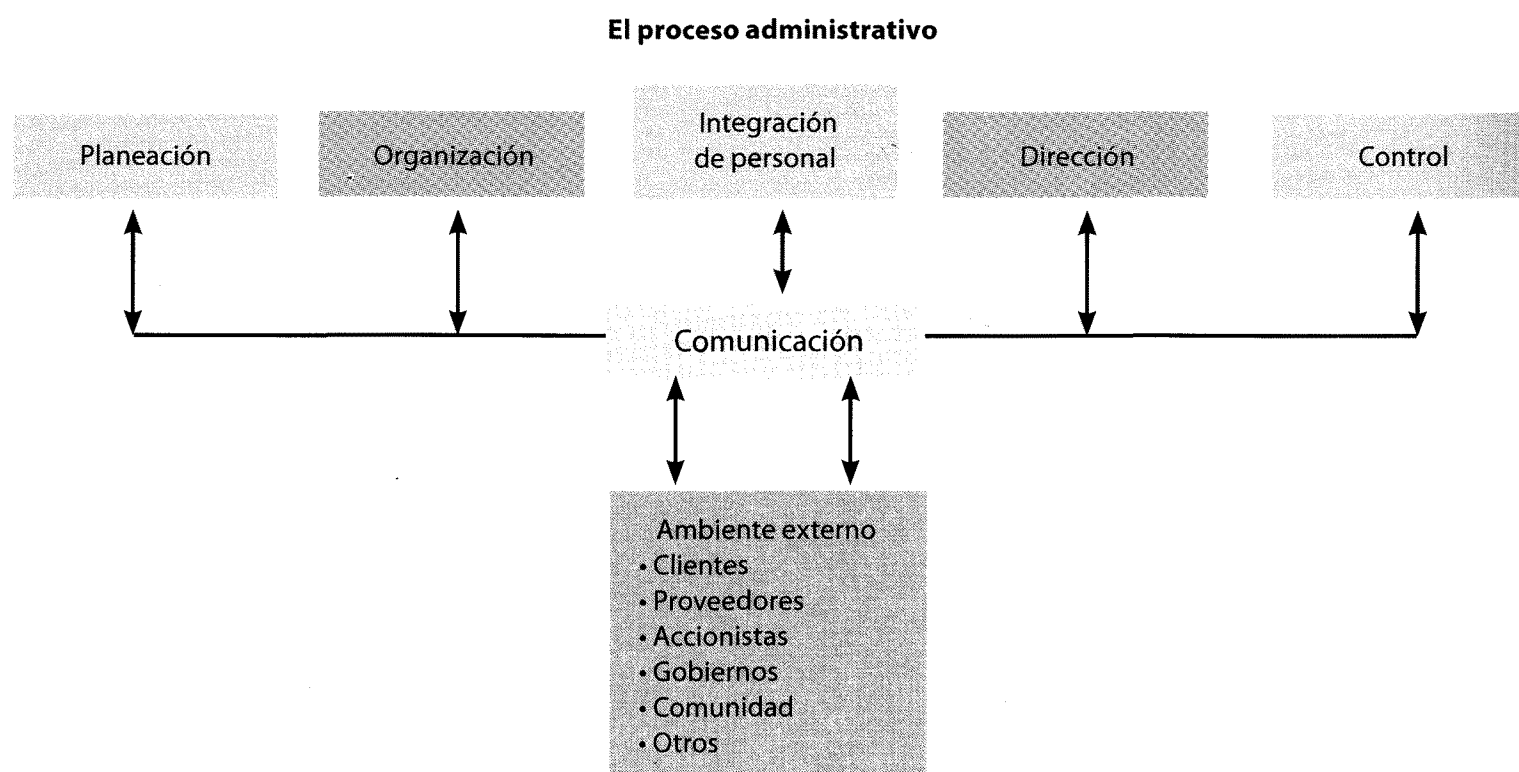 El proceso administrativo
Planeación
Organización
Integración
de personal
Dirección
Control
Comunicación
Ambiente externo
• Clientes
• Proveedores
• Accionistas
• Gobiernos
• Comunidad
• Otros